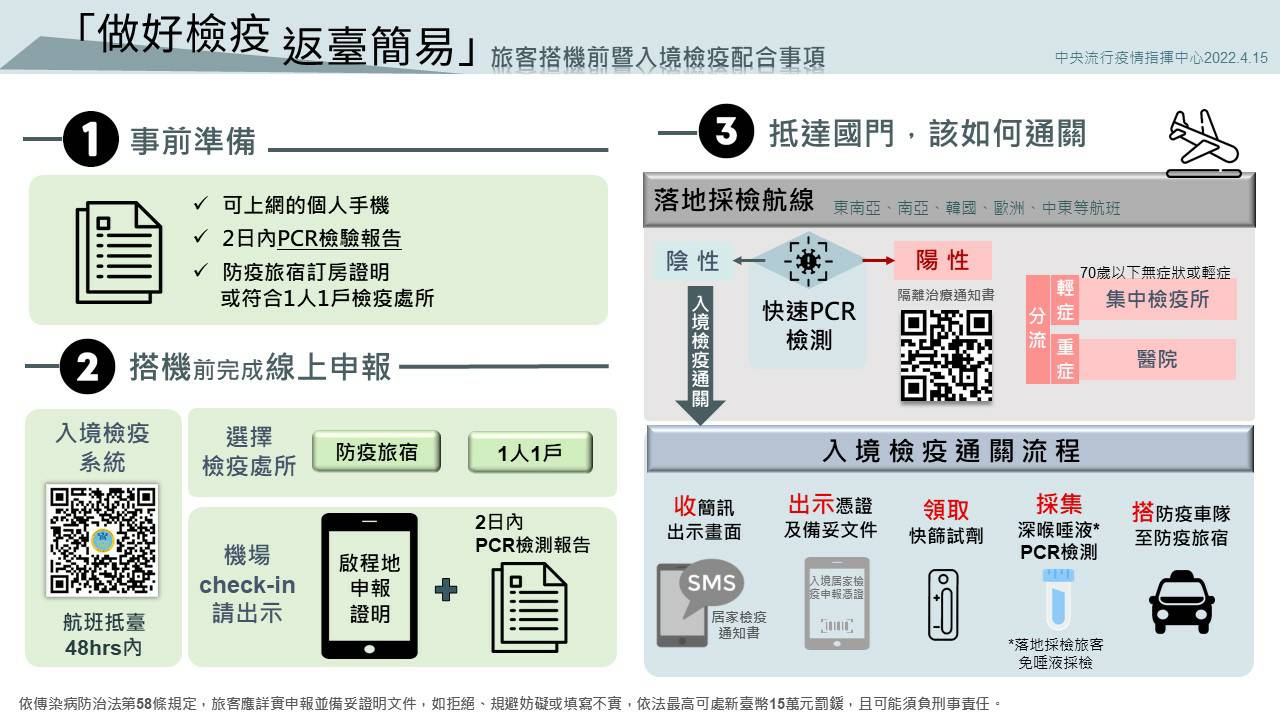 「做好檢疫 返臺簡易」旅客搭機前暨入境檢疫配合事項
中央流行疫情指揮中心2022.4.15
1 事前準備
✓ 可上網的個人手機
✓ 2日內PCR檢驗報告
✓ 防疫旅宿訂房證明
或符合1人1戶檢疫處所
2 搭機前完成線上申報
入境檢疫
系統
航班抵臺
48hrs內
選擇
檢疫處所
防疫旅宿
1人1戶
機場
check-in
請出示
啟程地
申報
證明
2日內
PCR檢測報告
3 抵達國門，該如何通關
落地採檢航線 東南亞、南亞、韓國、歐洲、中東等航班
陰性
快速PCR
檢測
陽性
隔離治療通知書
入境檢疫通關
分流
70歲以下無症狀或輕症
輕症
集中檢疫所
重症
醫院
入境檢疫通關流程
收簡訊
出示畫面
SMS
居家檢疫
通知書
出示憑證
及備妥文件
入境居家檢
疫申報憑證
領取
快篩試劑
採集
深喉唾液*
PCR檢測
*落地採檢旅客
免唾液採檢
搭防疫車隊
至防疫旅宿
依傳染病防治法第58條規定，旅客應詳實申報並備妥證明文件，如拒絕、規避妨礙或填寫不實，依法最高可處新臺幣15萬元罰鍰，且可能須負刑事責任。